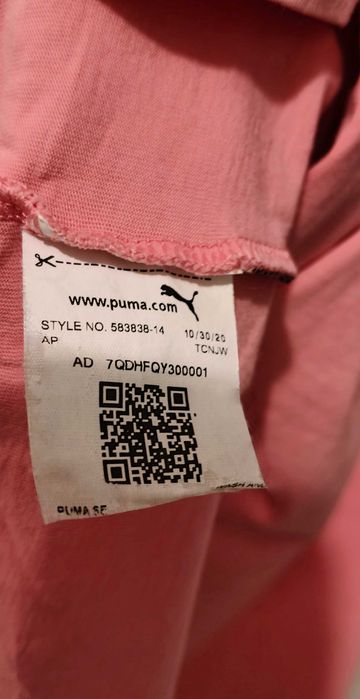 www.puma.com
STYLE NO. 583838-14 10/30/20
AP TCNJW
AD 7QDHFQY300001
PUMA SE